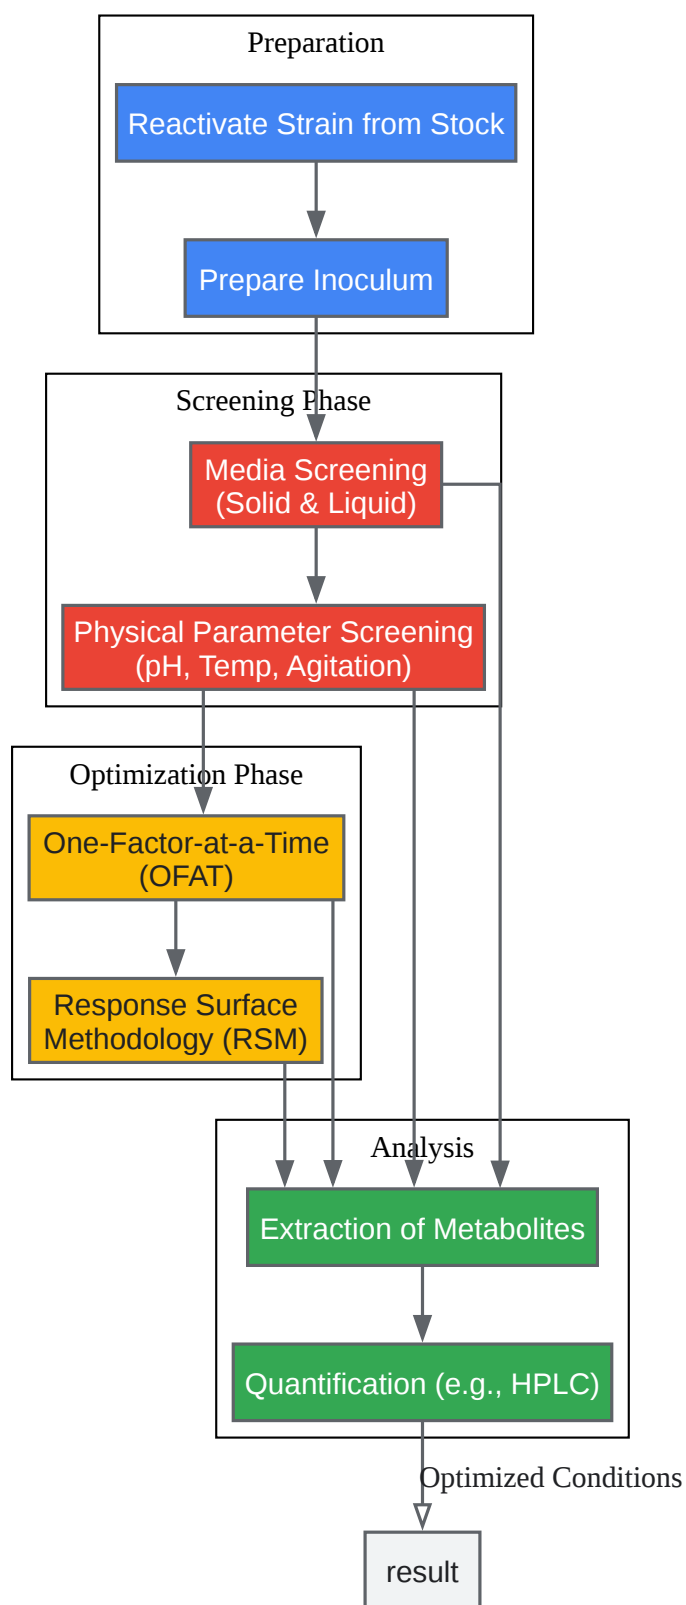 Preparation
Reactivate Strain from Stock
Prepare Inoculum
Screening Phase
Media Screening
(Solid & Liquid)
Physical Parameter Screening
(pH, Temp, Agitation)
Optimization Phase
One-Factor-at-a-Time
(OFAT)
Response Surface
Methodology (RSM)
Analysis
Extraction of Metabolites
Quantification (e.g., HPLC)
Optimized Conditions
result